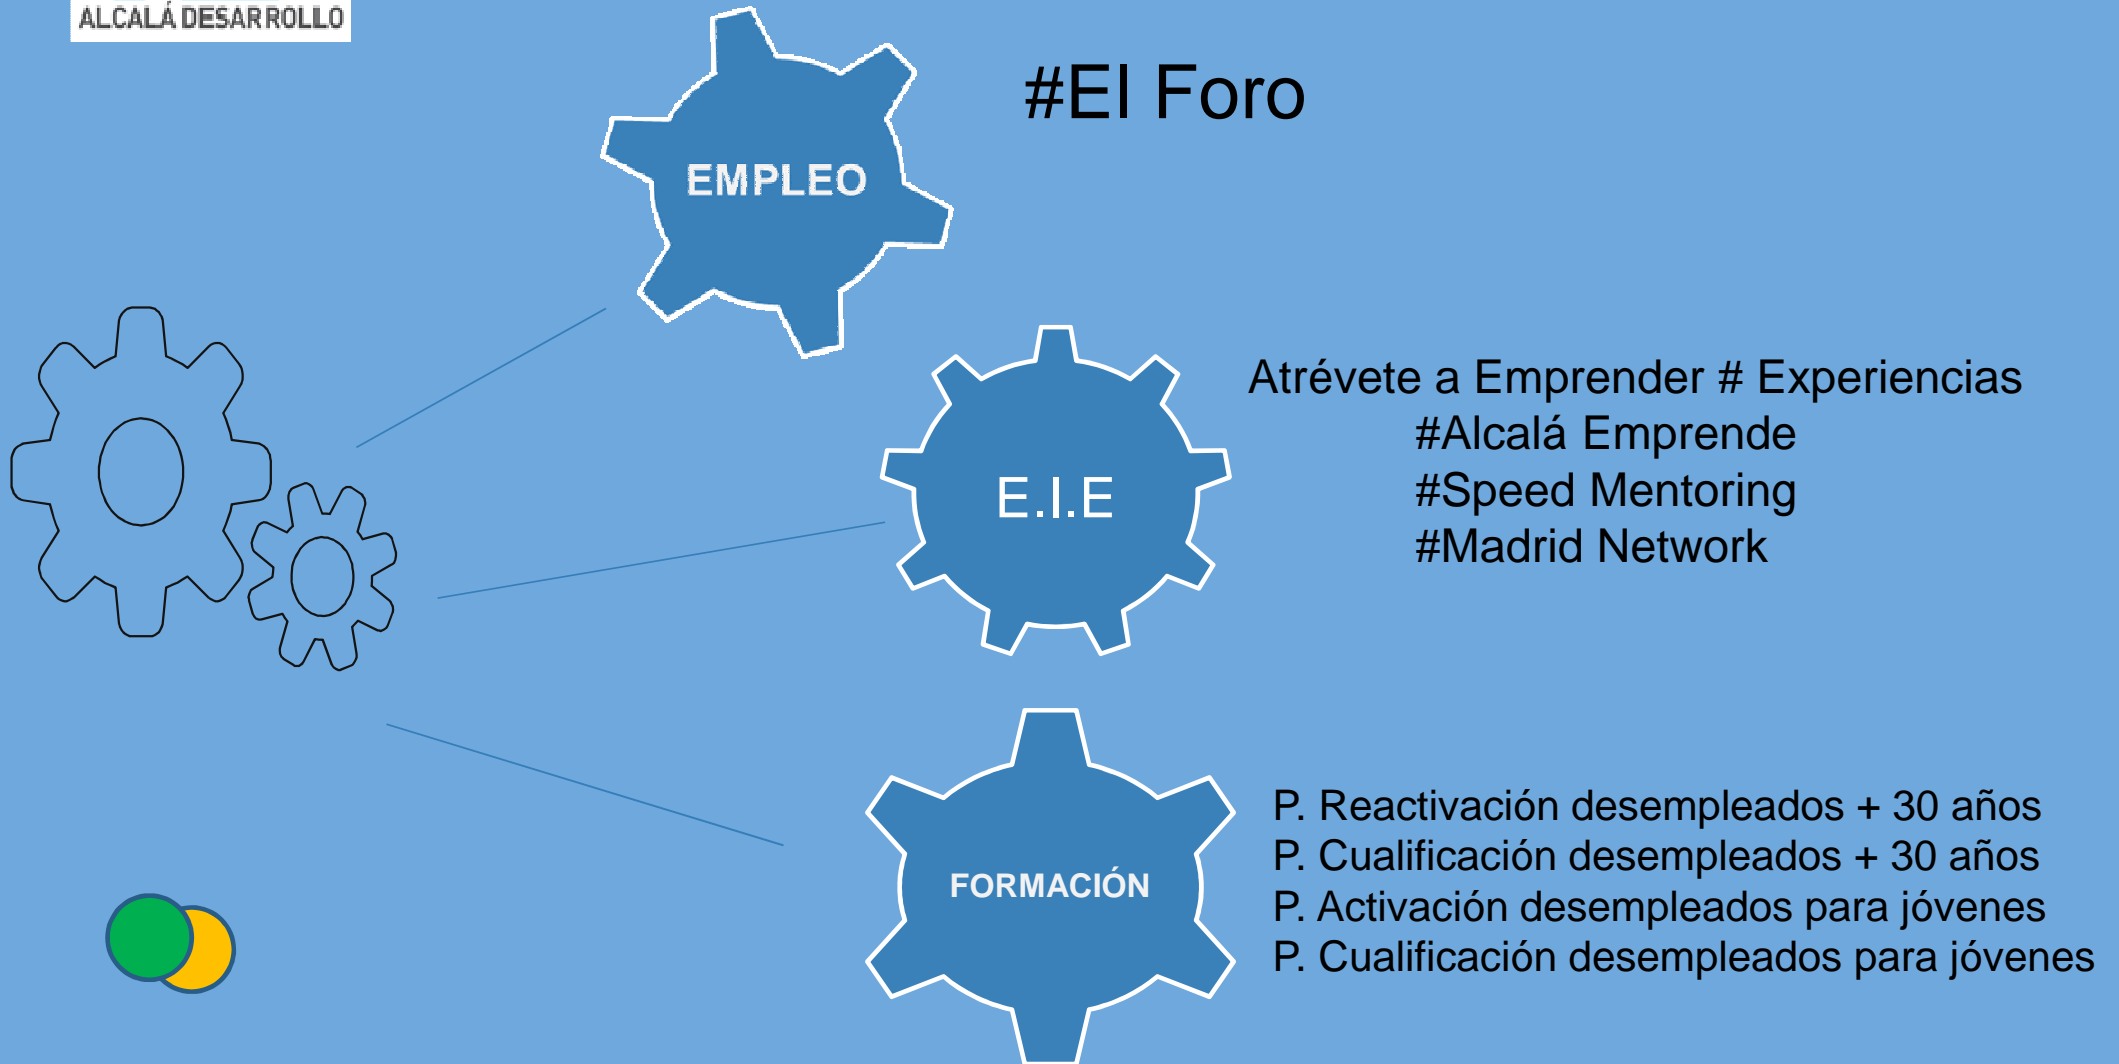 ALCALÁ DESARROLLO
#El Foro
EMPLEO
Atrévete a Emprender # Experiencias
#Alcalá Emprende
#Speed Mentoring
#Madrid Network
E.I.E
P. Reactivación desempleados + 30 años
P. Cualificación desempleados + 30 años
P. Activación desempleados para jóvenes
P. Cualificación desempleados para jóvenes
FORMACIÓN